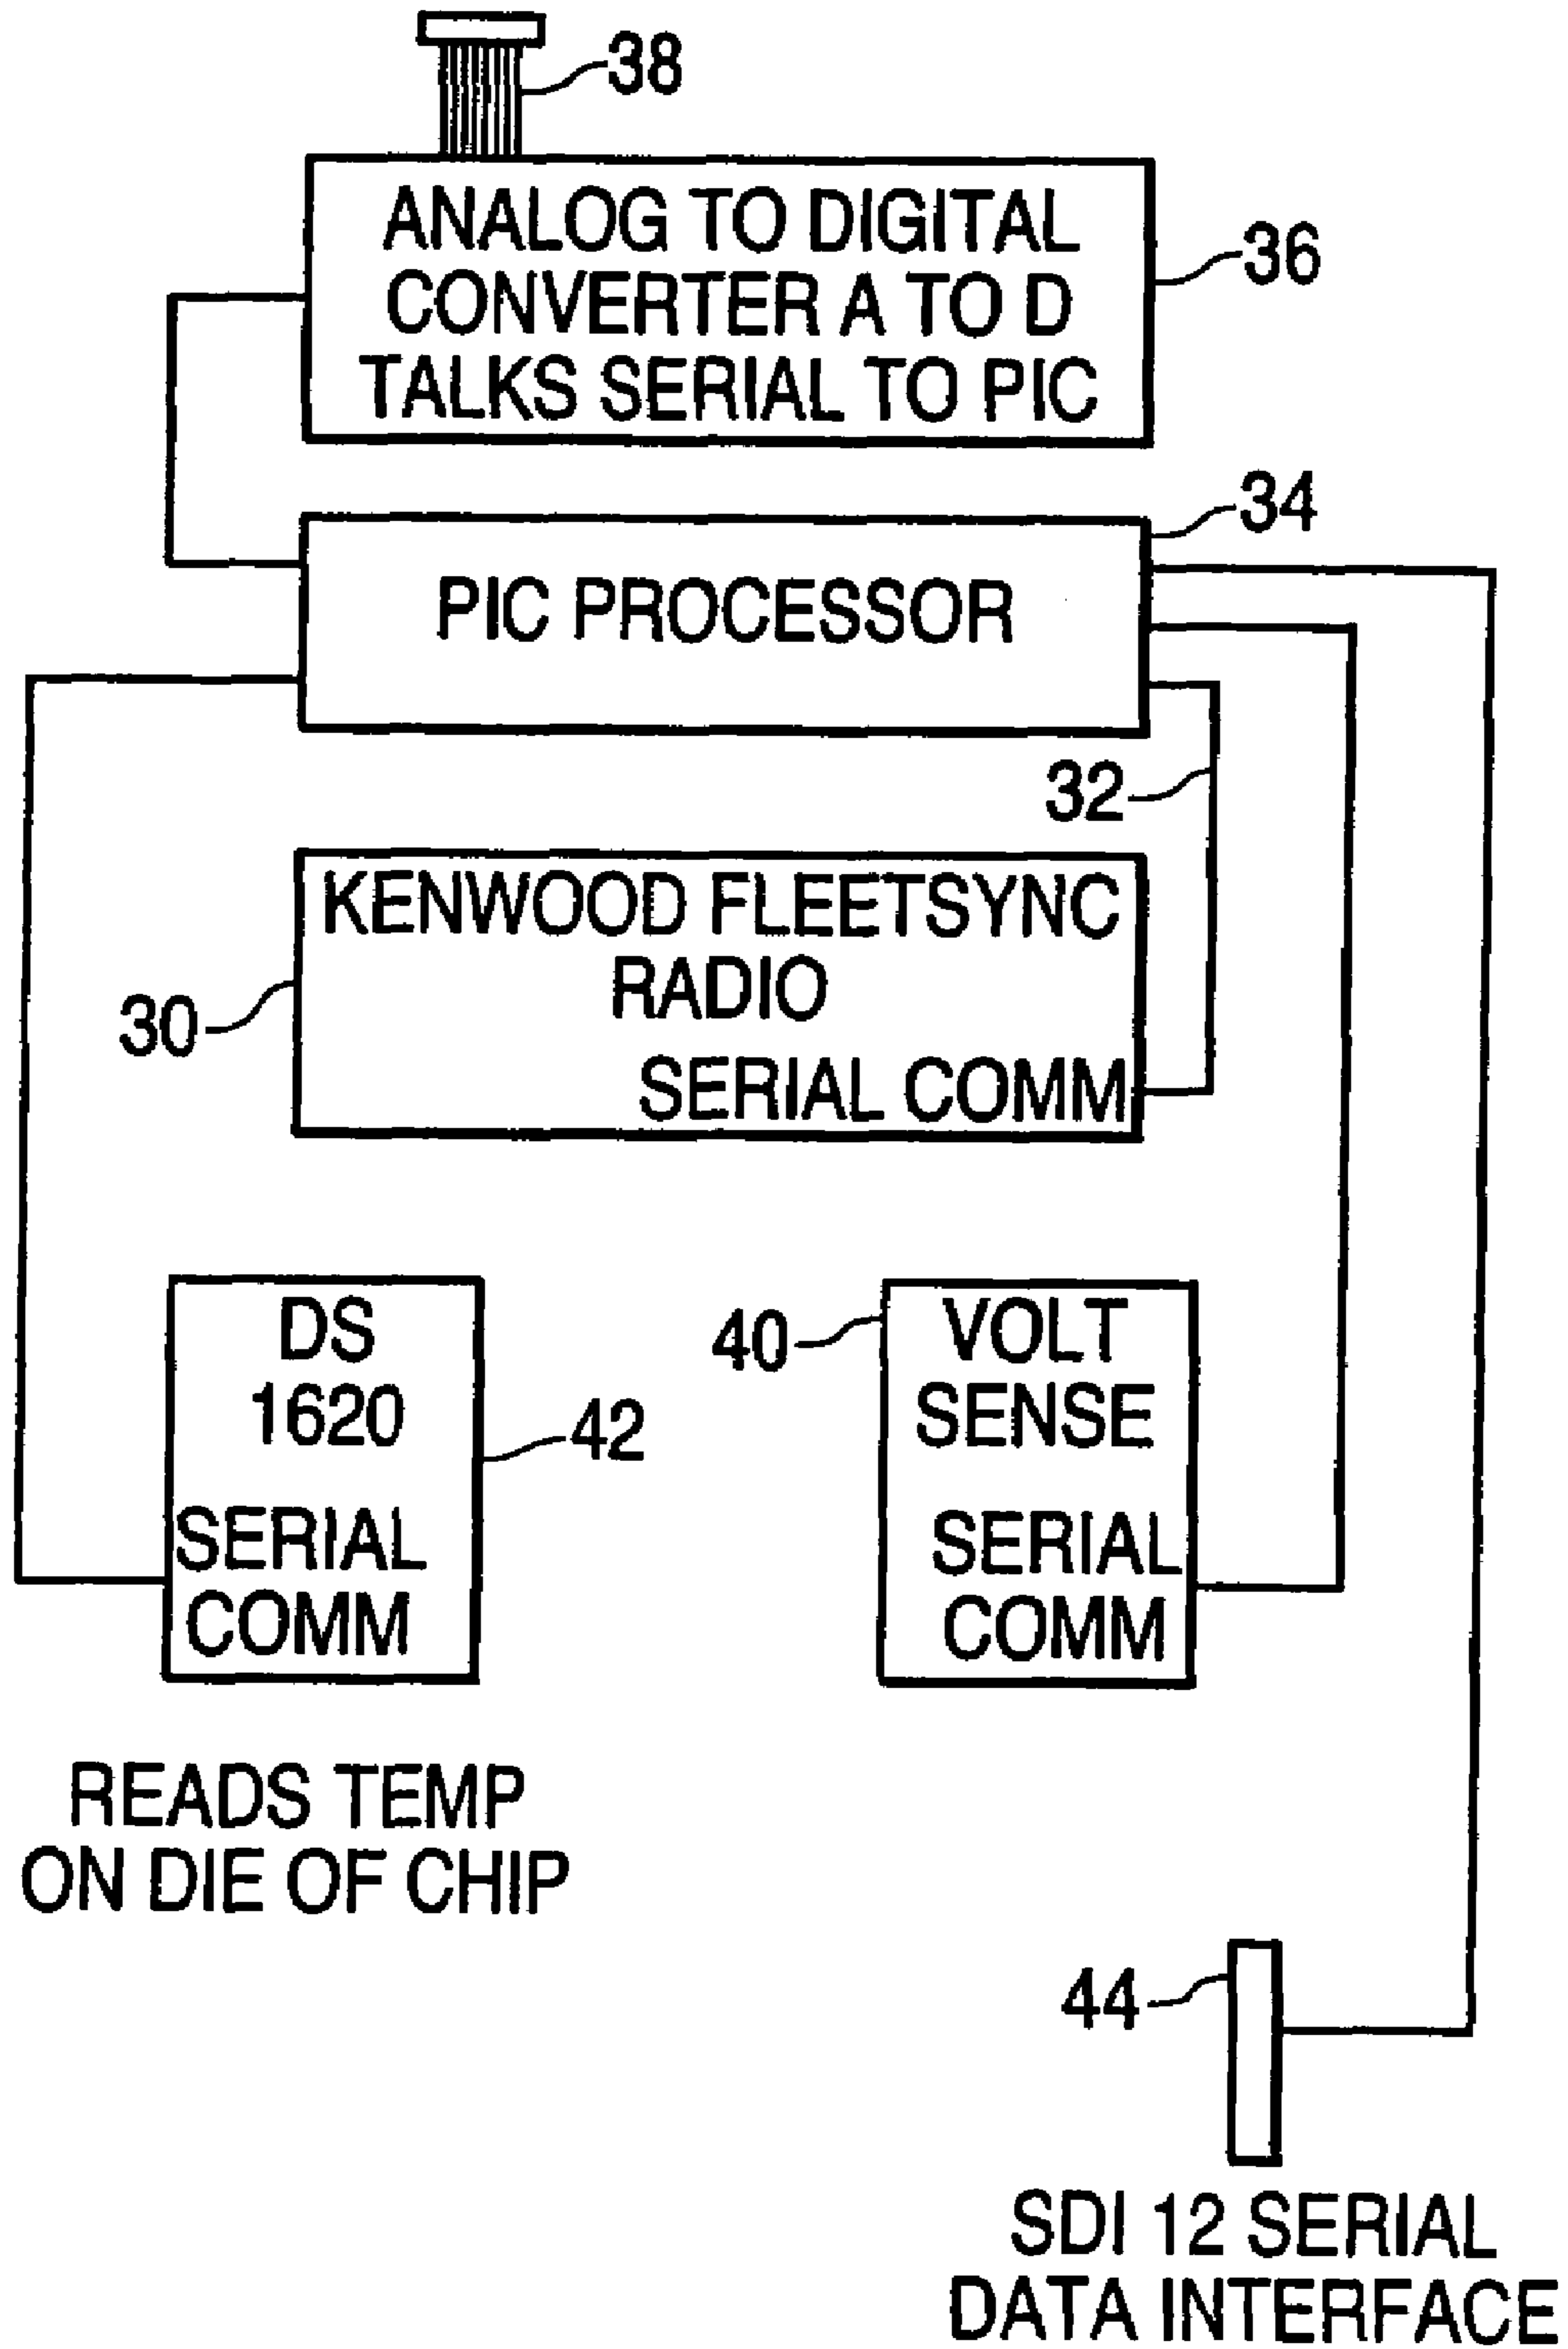 38
ANALOG TO DIGITAL
CONVERTER A TO D
TALKS SERIAL TO PIC
36
34
PIC PROCESSOR
32
KENWOOD FLEETSYNC
RADIO
SERIAL COMM
30
DS
1620
SERIAL
COMM
42
40
VOLT
SENSE
SERIAL
COMM
READS TEMP
ON DIE OF CHIP
44
SDI 12 SERIAL
DATA INTERFACE